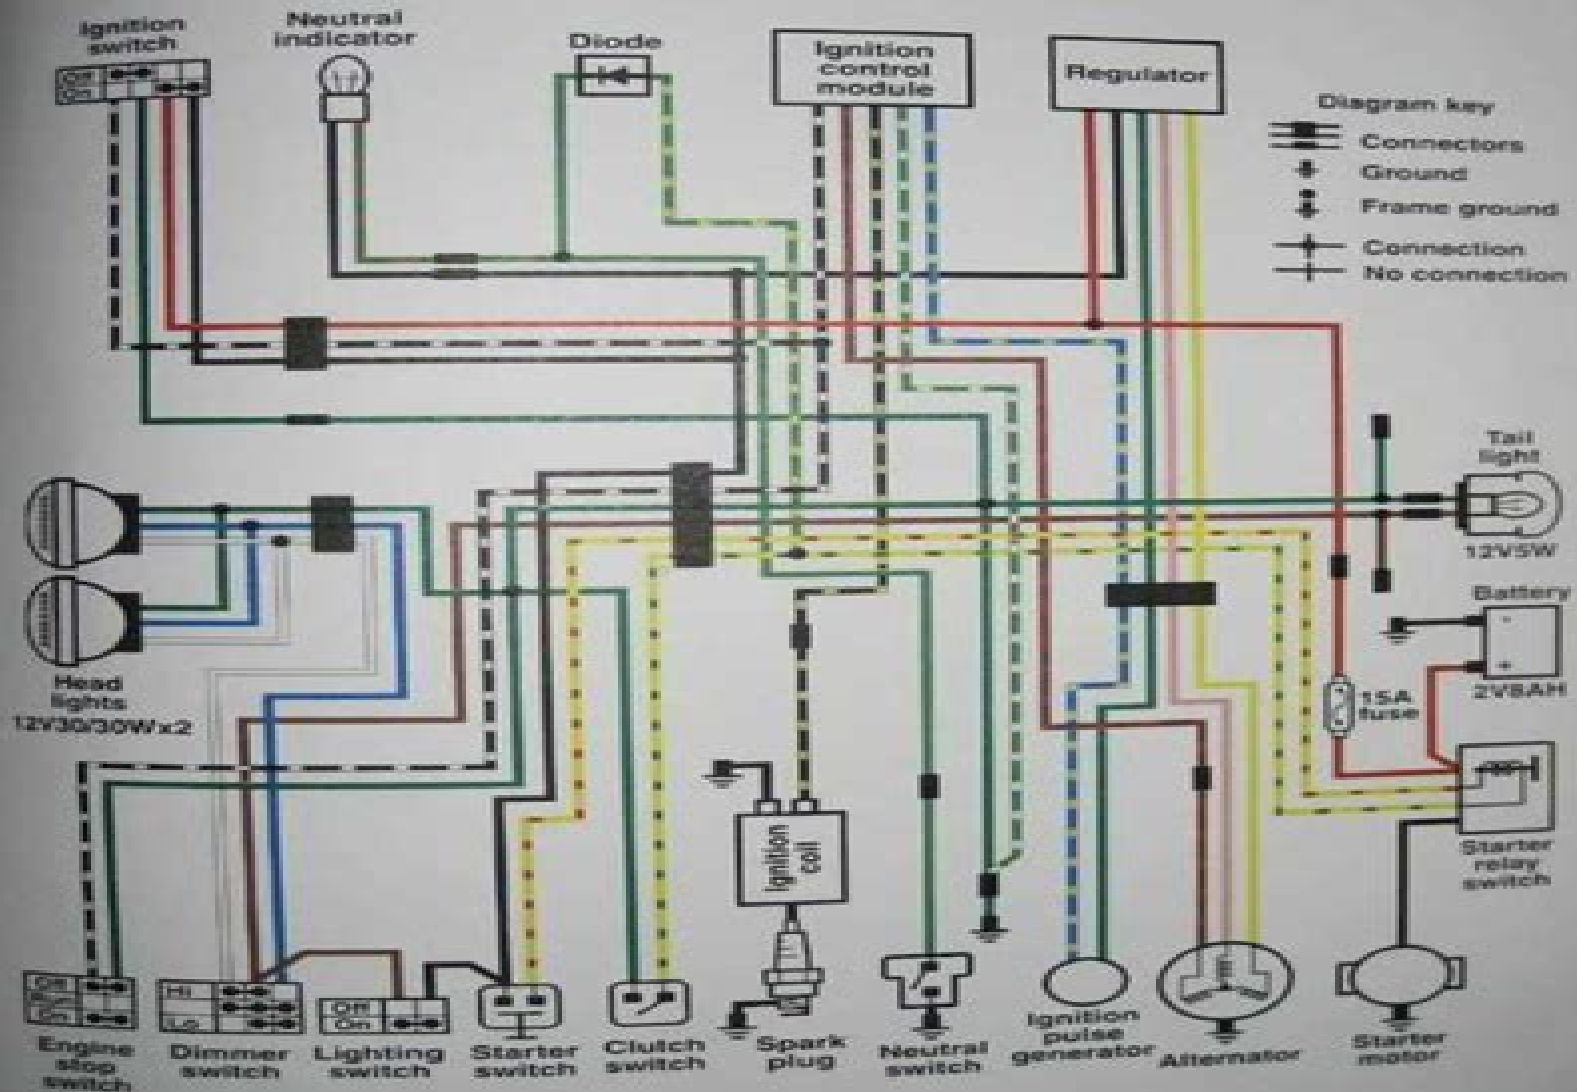 Ignition
switch
Off
On
Neutral
indicator
Diode
Ignition
control
module
Regulator
Diagram key
Connectors
Ground
Frame ground
Connection
No connection
Tail
light
12V5W
Battery
-
+
2V8AH
15A
fuse
Starter
relay
switch
Head
lights
12V30/30Wx2
Ignition
coil
Off
On
Engine
stop
switch
Hi
Lo
Dimmer
switch
Off
On
Lighting
switch
Starter
switch
Clutch
switch
Spark
plug
Neutral
switch
Ignition
pulse
generator
Alternator
Starter
motor